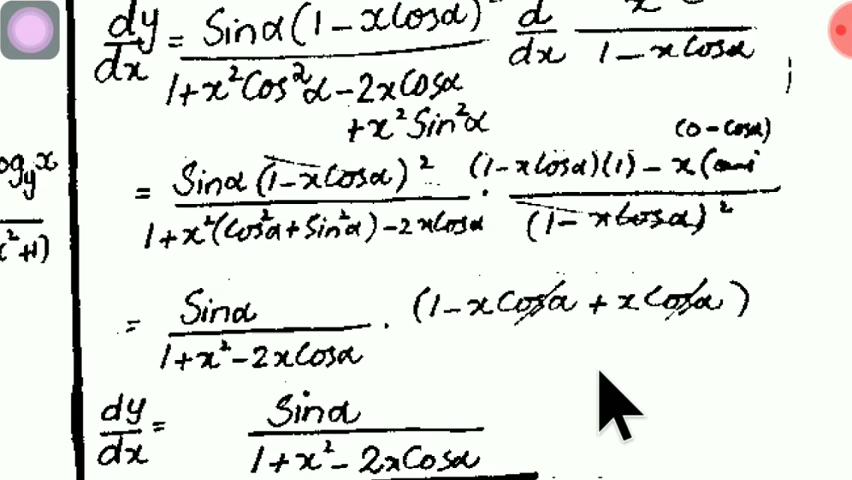 dy/dx = Sinα(1-xCosα)² / 1+x²Cos²α-2xCosα+x²Sin²α d/dx x / 1-xCosα
= Sinα(1-xCosα)² / 1+x²(Cos²α+Sin²α)-2xCosα · (1-xCosα)(1)-x(0-Cosα) / (1-xCosα)²
= Sinα / 1+x²-2xCosα · (1-xCosα+xCosα)
dy/dx = Sinα / 1+x²-2xCosα